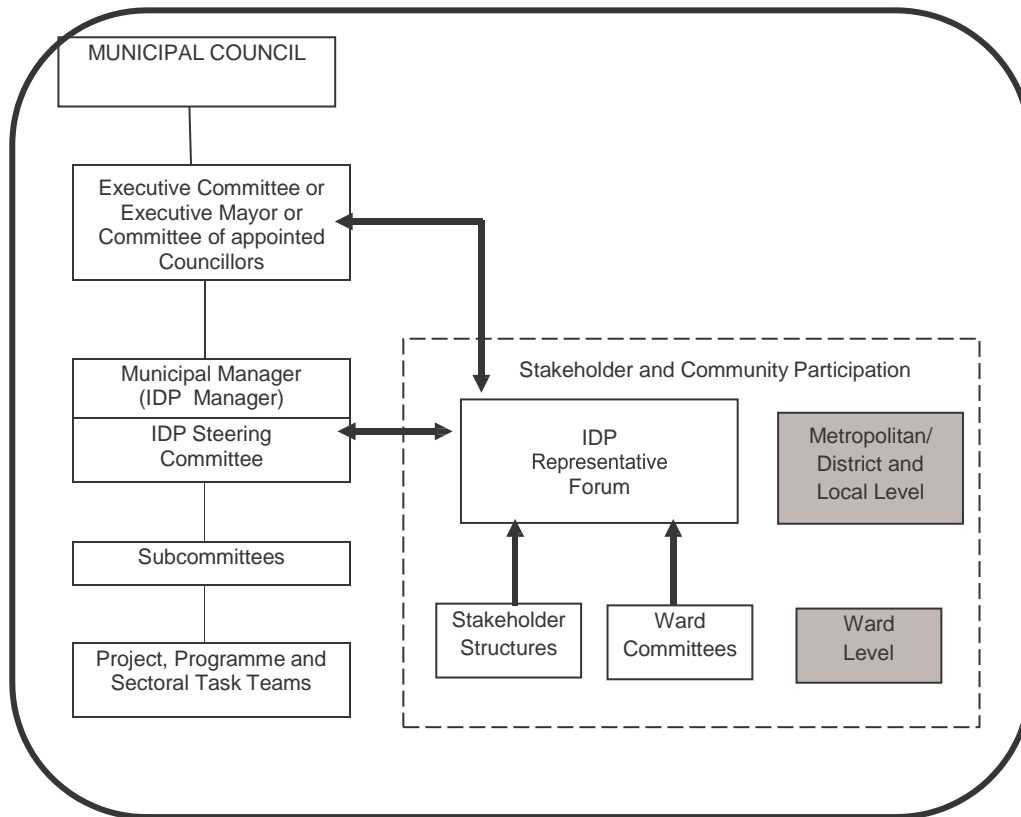 MUNICIPAL COUNCIL
Executive Committee or
Executive Mayor or
Committee of appointed
Councillors
Municipal Manager
(IDP Manager)
IDP Steering
Committee
Subcommittees
Project, Programme and
Sectoral Task Teams
Stakeholder and Community Participation
IDP
Representative
Forum
Metropolitan/
District and
Local Level
Stakeholder
Structures
Ward
Committees
Ward
Level